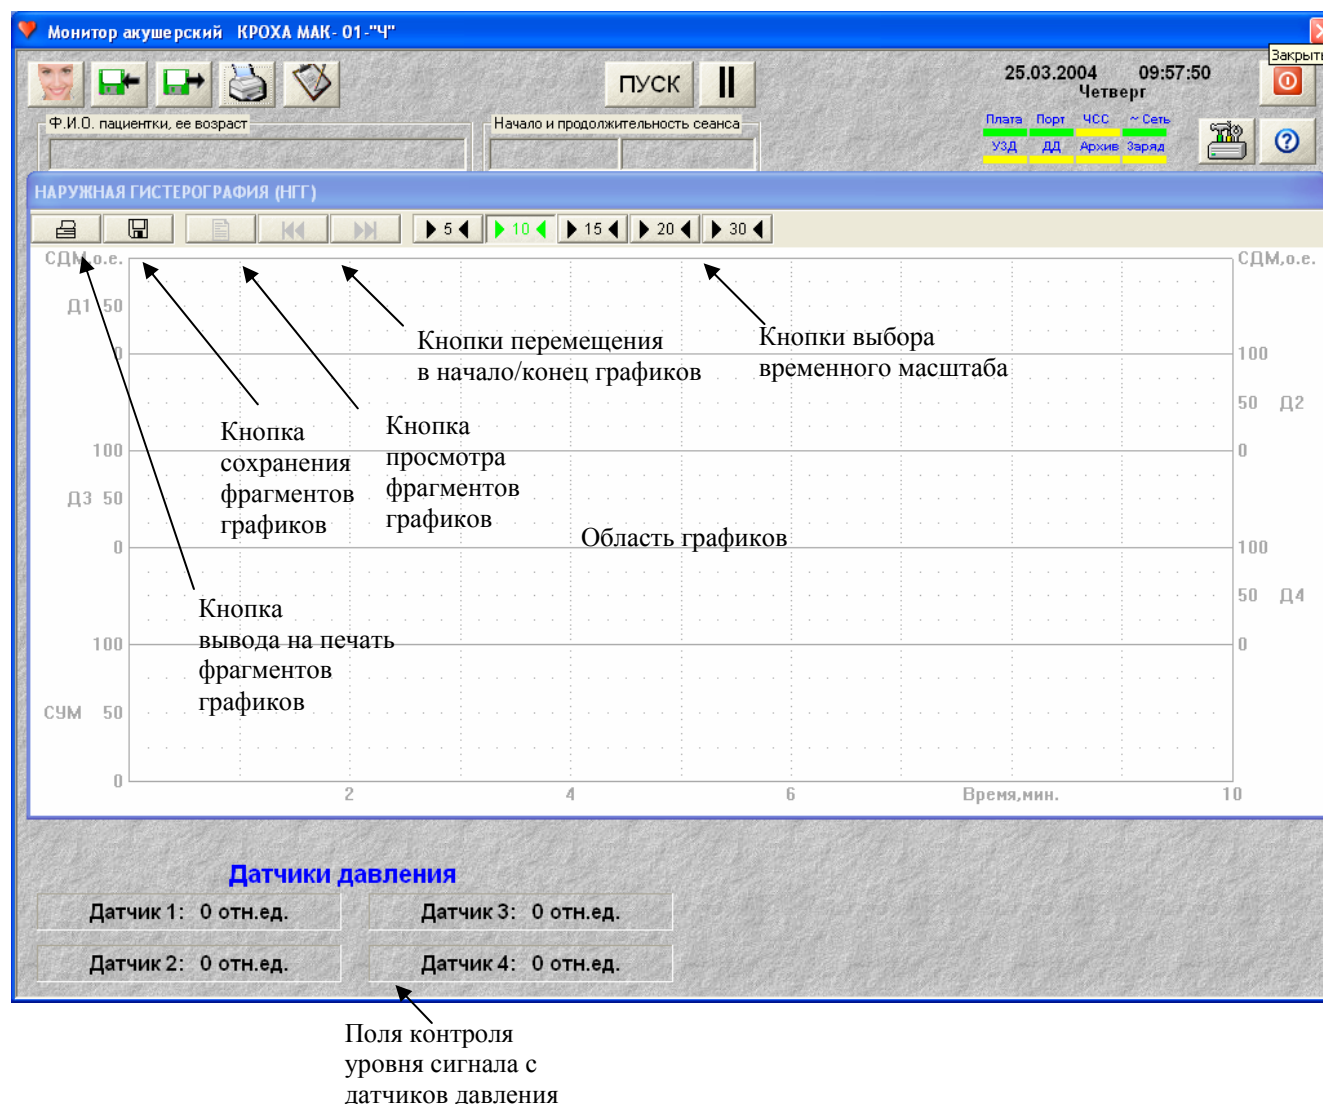 Монитор акушерский КРОХА МАК- 01-"Ч"
Закрыть
ПУСК
25.03.2004 09:57:50
Четверг
Ф.И.О. пациентки, ее возраст
Начало и продолжительность сеанса
Плата Порт ЧСС ~ Сеть
УЗД ДД Архив Заряд
НАРУЖНАЯ ГИСТЕРОГРАФИЯ (НГГ)
5 10 15 20 30
СДМ,о.е.
СДМ,о.е.
Д1 50
0
100
50 Д2
0
100
Д3 50
0
100
50 Д4
0
100
СУМ 50
0
2 4 6 Время,мин. 10
Кнопки перемещения
в начало/конец графиков
Кнопки выбора
временного масштаба
Кнопка
сохранения
фрагментов
графиков
Кнопка
просмотра
фрагментов
графиков
Область графиков
Кнопка
вывода на печать
фрагментов
графиков
Датчики давления
Датчик 1: 0 отн.ед.
Датчик 3: 0 отн.ед.
Датчик 2: 0 отн.ед.
Датчик 4: 0 отн.ед.
Поля контроля
уровня сигнала с
датчиков давления